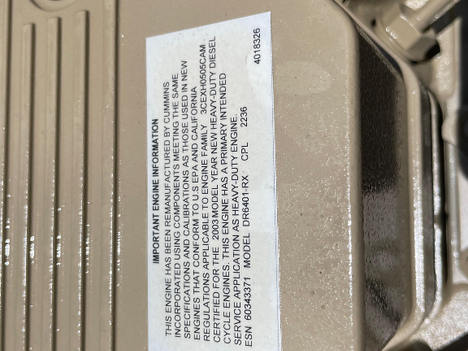 IMPORTANT ENGINE INFORMATION
THIS ENGINE HAS BEEN REMANUFACTURED BY CUMMINS
INCORPORATED USING COMPONENTS MEETING THE SAME
SPECIFICATIONS AND CALIBRATIONS AS THOSE USED IN NEW
ENGINES THAT CONFORM TO U.S EPA AND CALIFORNIA
REGULATIONS APPLICABLE TO ENGINE FAMILY 3CEXH0505CAM
CERTIFIED FOR THE 2003 MODEL YEAR NEW HEAVY-DUTY DIESEL
CYCLE ENGINES. THIS ENGINE HAS A PRIMARY INTENDED
SERVICE APPLICATION AS HEAVY-DUTY ENGINE.
ESN 60343371 MODEL DR6401-RX CPL 2236
4018326